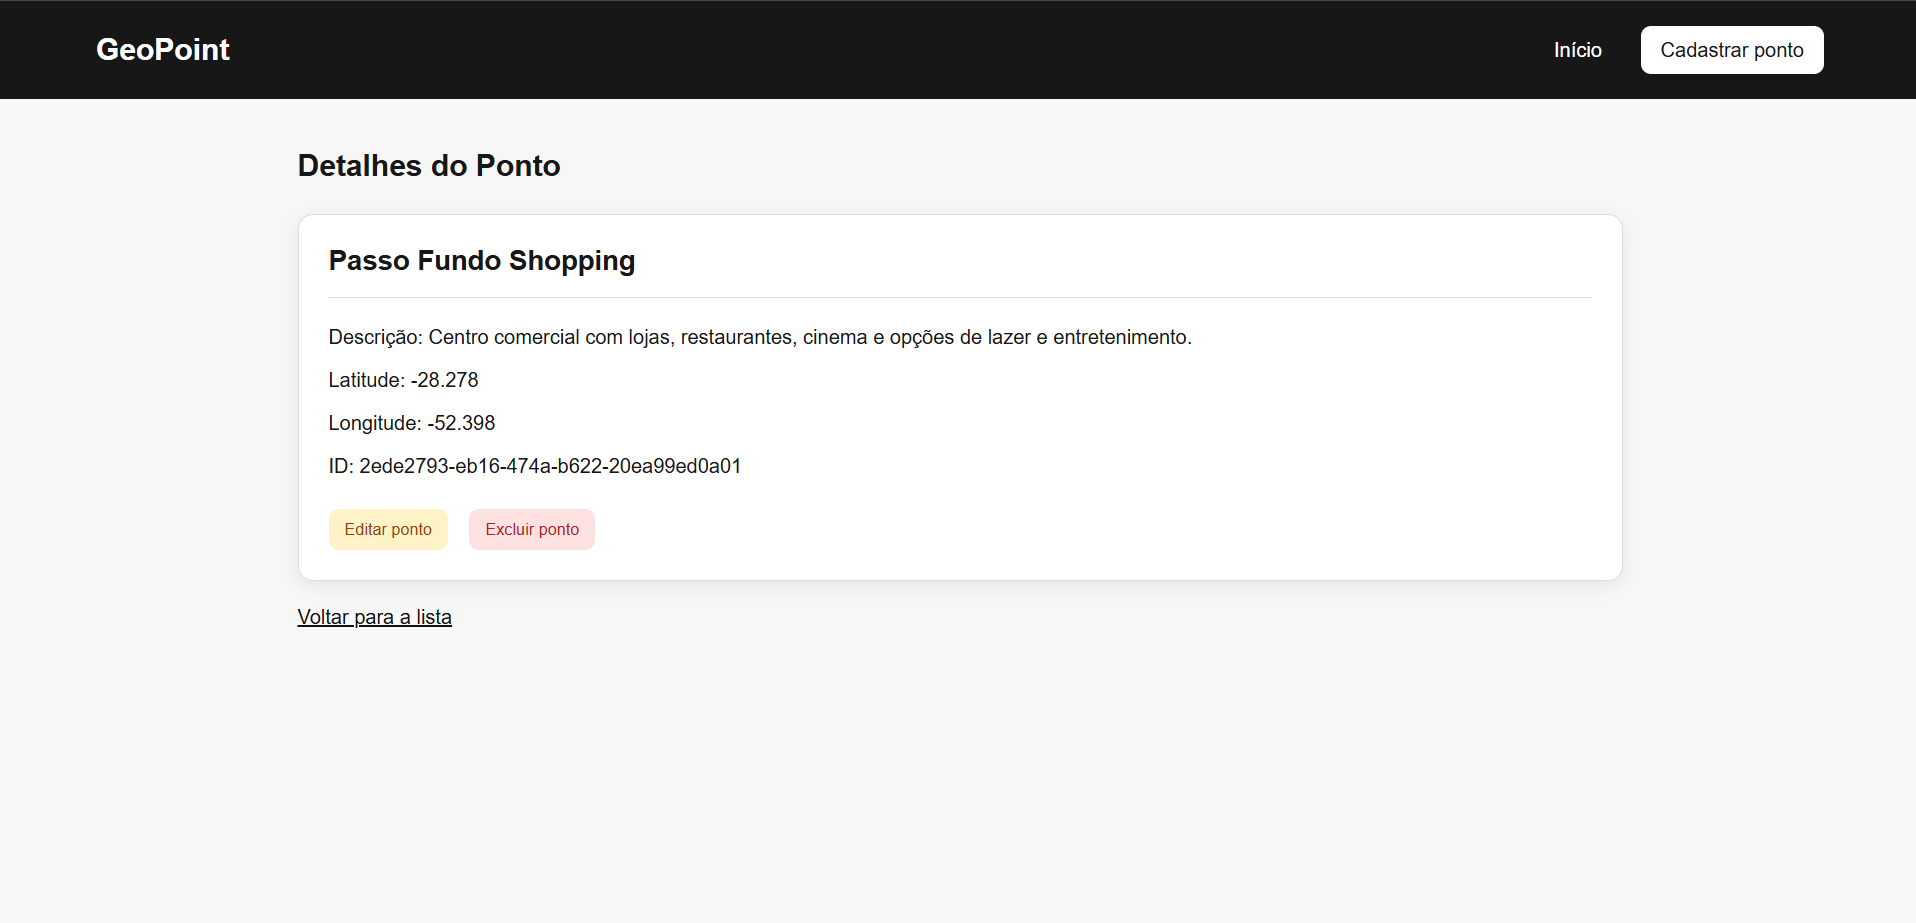 GeoPoint
Início
Cadastrar ponto
Detalhes do Ponto
Passo Fundo Shopping
Descrição: Centro comercial com lojas, restaurantes, cinema e opções de lazer e entretenimento.
Latitude: -28.278
Longitude: -52.398
ID: 2ede2793-eb16-474a-b622-20ea99ed0a01
Editar ponto
Excluir ponto
Voltar para a lista